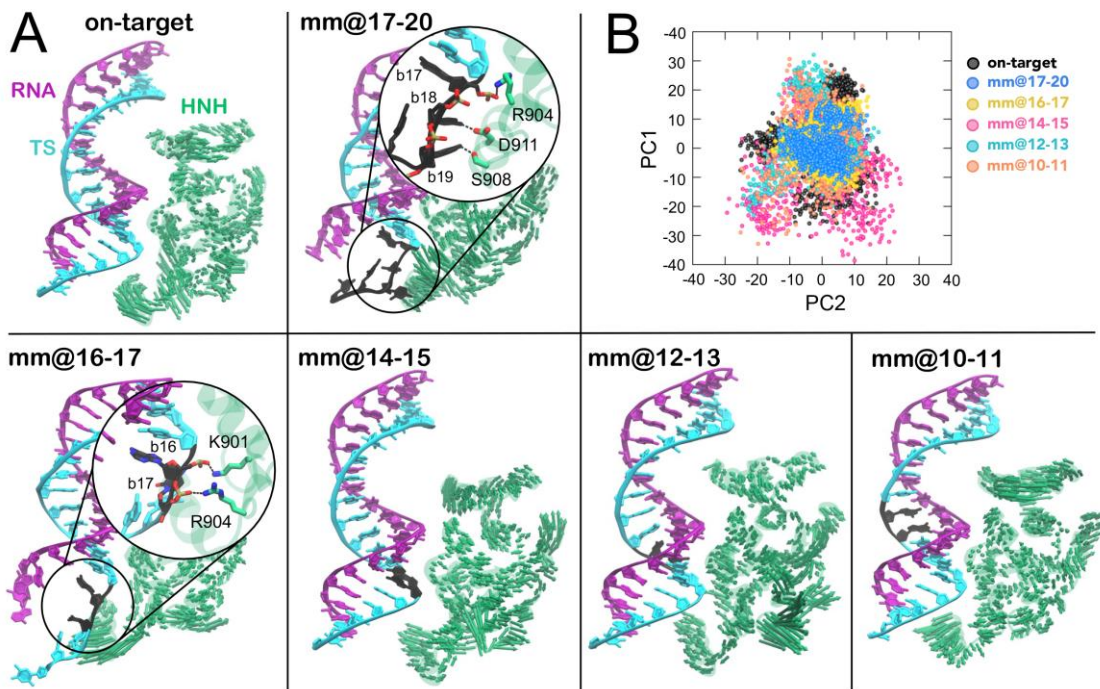 A
on-target
RNA
TS
HNH
mm@17-20
b17
b18
b19
R904
D911
S908
B
40
30
20
10
0
-10
-20
-30
-40
PC1
-40 -30
-40 -30 -20 -10 0 10 20 30 40
PC2
on-target
mm@17-20
mm@16-17
mm@14-15
mm@12-13
mm@10-11
mm@16-17
b16
b17
K901
R904
mm@14-15
mm@12-13
mm@10-11